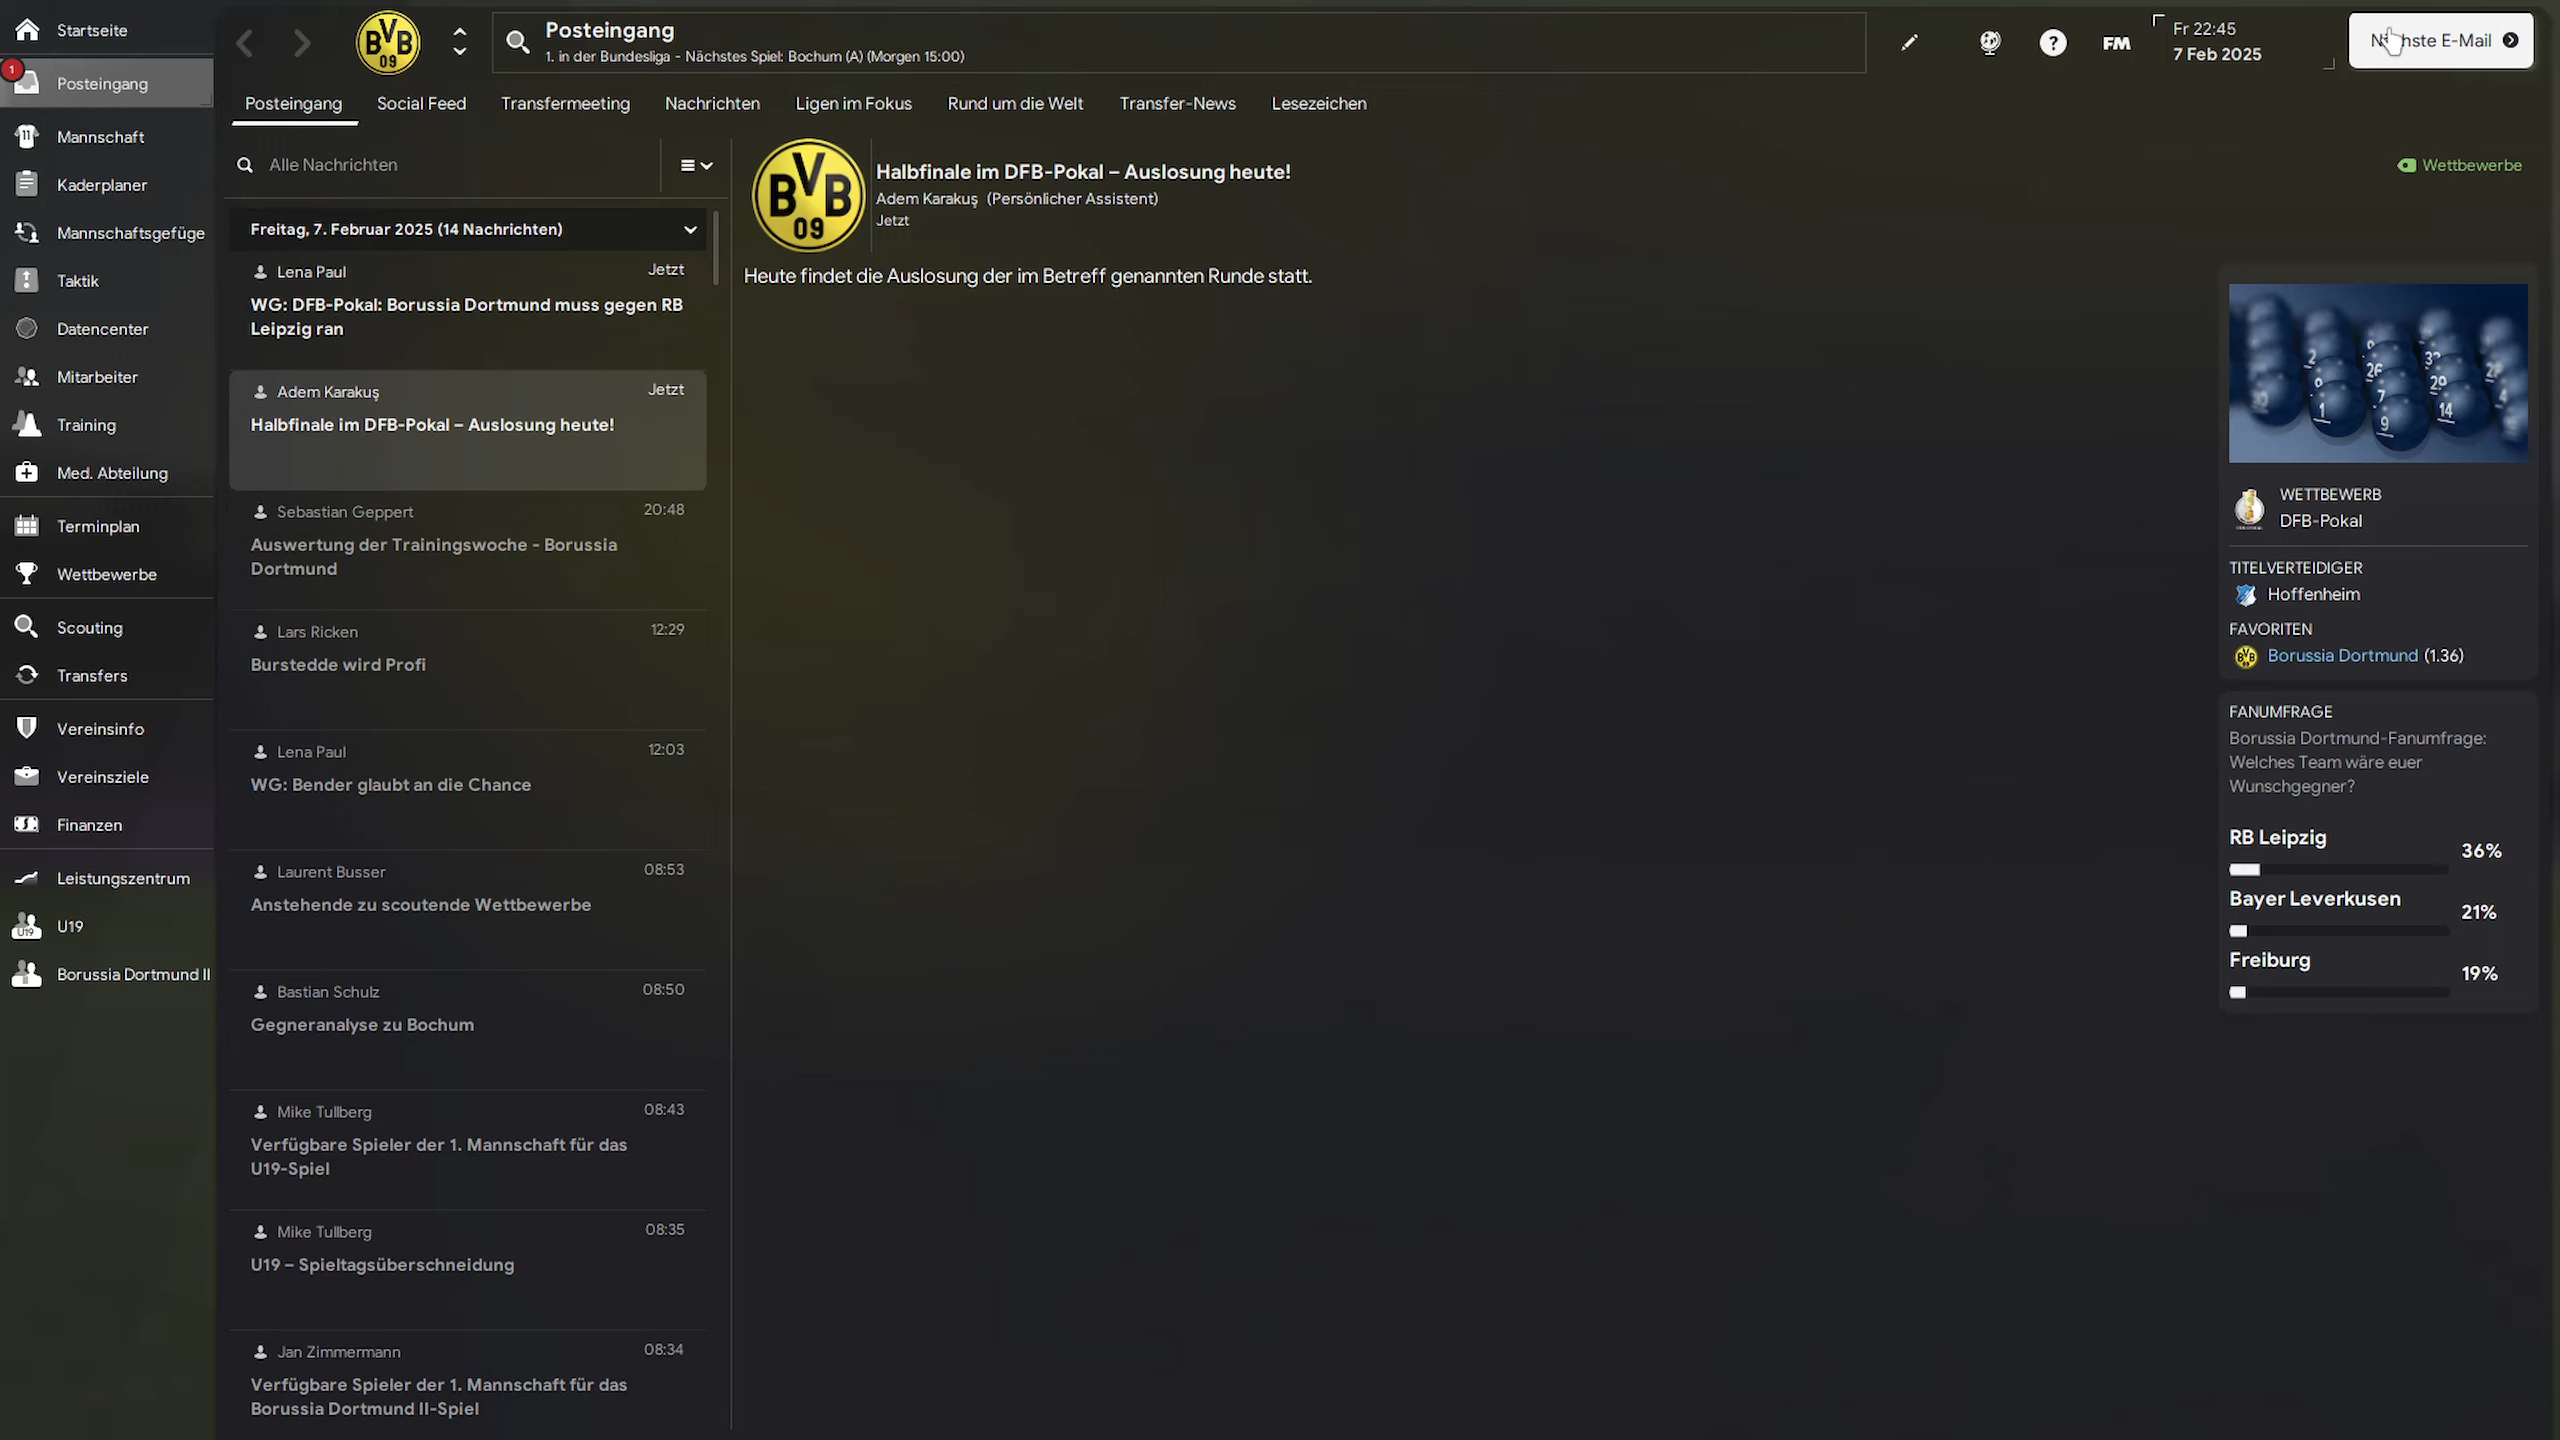 Startseite
1
Posteingang
Mannschaft
Kaderplaner
Mannschaftsgefüge
Taktik
Datencenter
Mitarbeiter
Training
Med. Abteilung
Terminplan
Wettbewerbe
Scouting
Transfers
Vereinsinfo
Vereinsziele
Finanzen
Leistungszentrum
U19
Borussia Dortmund II
BVB
09
Posteingang
1. in der Bundesliga - Nächstes Spiel: Bochum (A) (Morgen 15:00)
FM
Fr 22:45
7 Feb 2025
Nächste E-Mail
Posteingang
Social Feed
Transfermeeting
Nachrichten
Ligen im Fokus
Rund um die Welt
Transfer-News
Lesezeichen
Alle Nachrichten
Freitag, 7. Februar 2025 (14 Nachrichten)
Lena Paul Jetzt
WG: DFB-Pokal: Borussia Dortmund muss gegen RB
Leipzig ran
Adem Karakuş Jetzt
Halbfinale im DFB-Pokal – Auslosung heute!
Sebastian Geppert 20:48
Auswertung der Trainingswoche - Borussia
Dortmund
Lars Ricken 12:29
Burstedde wird Profi
Lena Paul 12:03
WG: Bender glaubt an die Chance
Laurent Busser 08:53
Anstehende zu scoutende Wettbewerbe
Bastian Schulz 08:50
Gegneranalyse zu Bochum
Mike Tullberg 08:43
Verfügbare Spieler der 1. Mannschaft für das
U19-Spiel
Mike Tullberg 08:35
U19 – Spieltagsüberschneidung
Jan Zimmermann 08:34
Verfügbare Spieler der 1. Mannschaft für das
Borussia Dortmund II-Spiel
BVB
09
Halbfinale im DFB-Pokal – Auslosung heute!
Adem Karakuş (Persönlicher Assistent)
Jetzt
Wettbewerbe
Heute findet die Auslosung der im Betreff genannten Runde statt.
WETTBEWERB
DFB-Pokal
TITELVERTEIDIGER
Hoffenheim
FAVORITEN
Borussia Dortmund (1.36)
FANUMFRAGE
Borussia Dortmund-Fanumfrage:
Welches Team wäre euer
Wunschgegner?
RB Leipzig
36%
Bayer Leverkusen
21%
Freiburg
19%